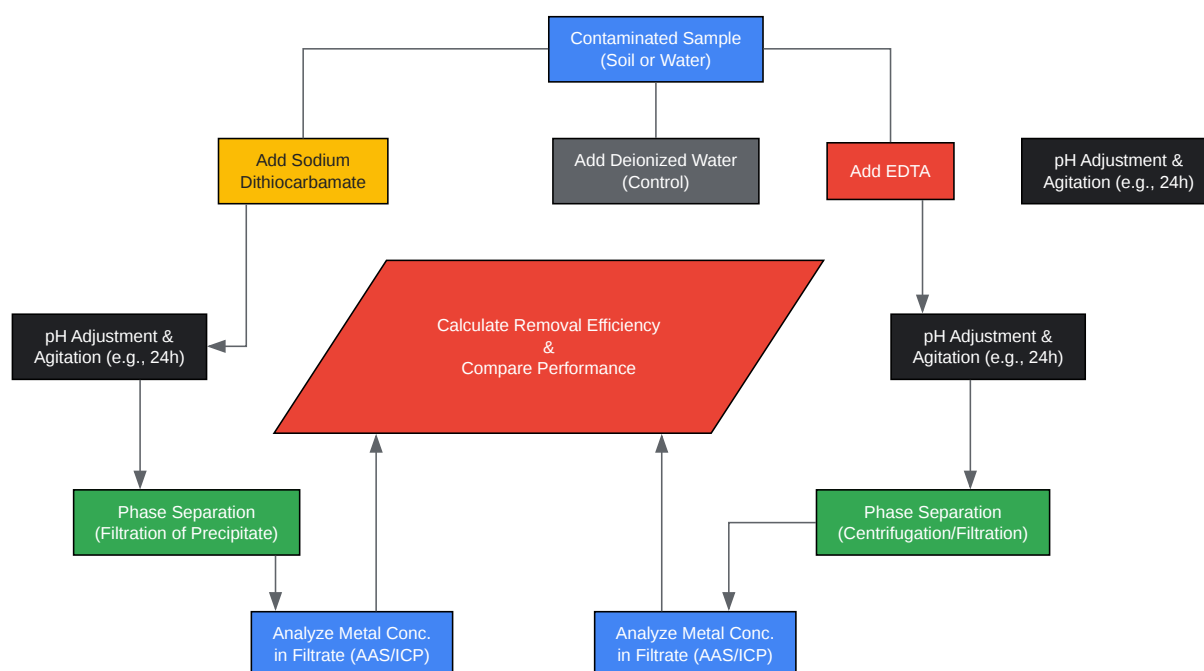 Contaminated Sample
(Soil or Water)
Add Sodium
Dithiocarbamate
Add Deionized Water
(Control)
Add EDTA
pH Adjustment &
Agitation (e.g., 24h)
Calculate Removal Efficiency
&
Compare Performance
pH Adjustment &
Agitation (e.g., 24h)
pH Adjustment &
Agitation (e.g., 24h)
Phase Separation
(Filtration of Precipitate)
Phase Separation
(Centrifugation/Filtration)
Analyze Metal Conc.
in Filtrate (AAS/ICP)
Analyze Metal Conc.
in Filtrate (AAS/ICP)